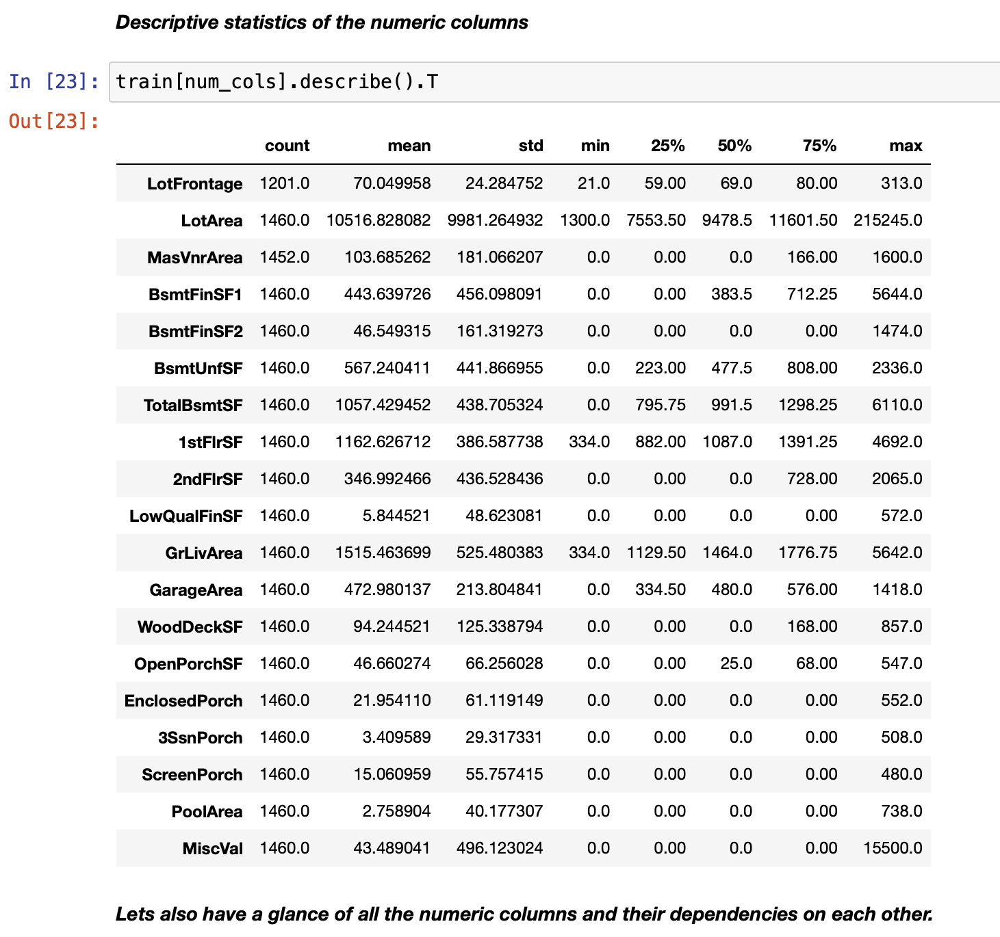 Descriptive statistics of the numeric columns
In [23]: train[num_cols].describe().T
Out[23]:
count mean std min 25% 50% 75% max
LotFrontage 1201.0 70.049958 24.284752 21.0 59.00 69.0 80.00 313.0
LotArea 1460.0 10516.828082 9981.264932 1300.0 7553.50 9478.5 11601.50 215245.0
MasVnrArea 1452.0 103.685262 181.066207 0.0 0.00 0.0 166.00 1600.0
BsmtFinSF1 1460.0 443.639726 456.098091 0.0 0.00 383.5 712.25 5644.0
BsmtFinSF2 1460.0 46.549315 161.319273 0.0 0.00 0.0 0.00 1474.0
BsmtUnfSF 1460.0 567.240411 441.866955 0.0 223.00 477.5 808.00 2336.0
TotalBsmtSF 1460.0 1057.429452 438.705324 0.0 795.75 991.5 1298.25 6110.0
1stFlrSF 1460.0 1162.626712 386.587738 334.0 882.00 1087.0 1391.25 4692.0
2ndFlrSF 1460.0 346.992466 436.528436 0.0 0.00 0.0 728.00 2065.0
LowQualFinSF 1460.0 5.844521 48.623081 0.0 0.00 0.0 0.00 572.0
GrLivArea 1460.0 1515.463699 525.480383 334.0 1129.50 1464.0 1776.75 5642.0
GarageArea 1460.0 472.980137 213.804841 0.0 334.50 480.0 576.00 1418.0
WoodDeckSF 1460.0 94.244521 125.338794 0.0 0.00 0.0 168.00 857.0
OpenPorchSF 1460.0 46.660274 66.256028 0.0 0.00 25.0 68.00 547.0
EnclosedPorch 1460.0 21.954110 61.119149 0.0 0.00 0.0 0.00 552.0
3SsnPorch 1460.0 3.409589 29.317331 0.0 0.00 0.0 0.00 508.0
ScreenPorch 1460.0 15.060959 55.757415 0.0 0.00 0.0 0.00 480.0
PoolArea 1460.0 2.758904 40.177307 0.0 0.00 0.0 0.00 738.0
MiscVal 1460.0 43.489041 496.123024 0.0 0.00 0.0 0.00 15500.0
Lets also have a glance of all the numeric columns and their dependencies on each other.